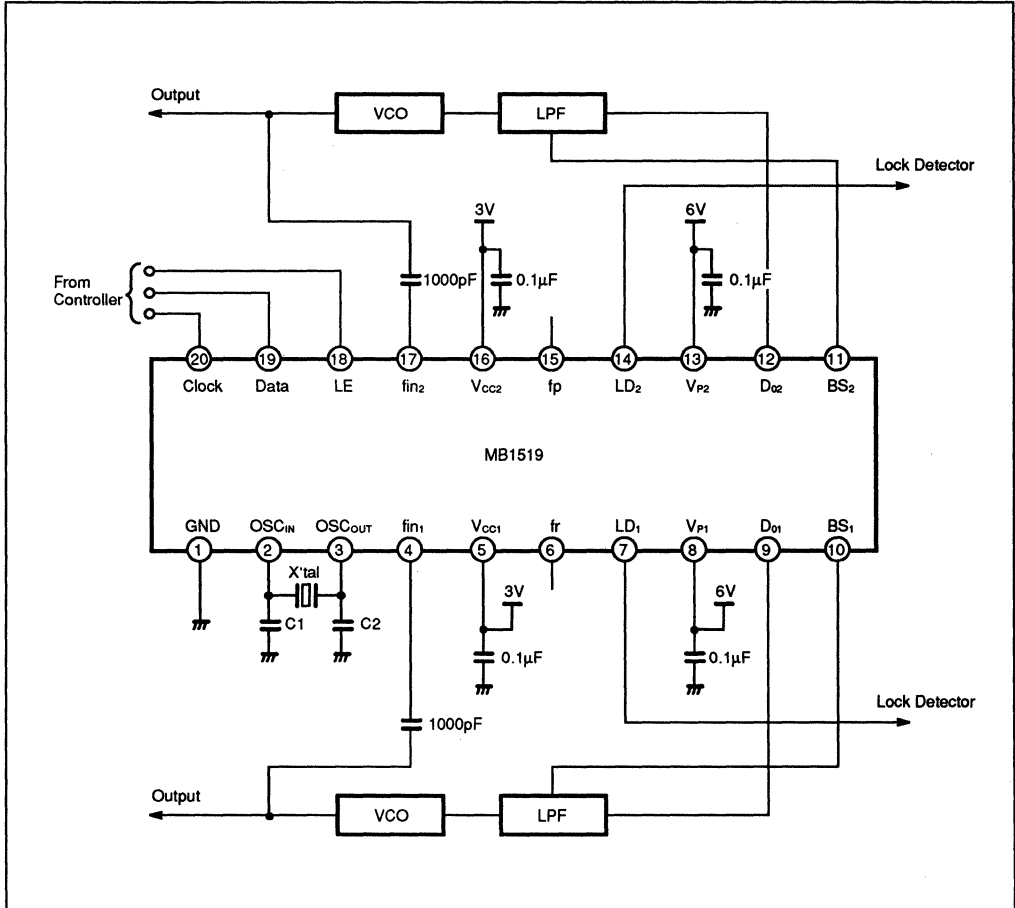 Output
VCO
LPF
Lock Detector
3V
6V
From
Controller
1000pF
0.1µF
0.1µF
20 19 18 17 16 15 14 13 12 11
Clock Data LE fin2 VCC2 fp LD2 VP2 D02 BS2
MB1519
GND OSCIN OSCOUT fin1 VCC1 fr LD1 VP1 D01 BS1
1 2 3 4 5 6 7 8 9 10
X'tal
3V
6V
C1
C2
0.1µF
0.1µF
Lock Detector
1000pF
Output
VCO
LPF